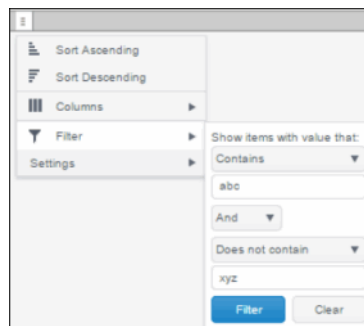 Sort Ascending
Sort Descending
Columns
Filter
Settings
Show items with value that:
Contains
abc
And
Does not contain
xyz
Filter
Clear